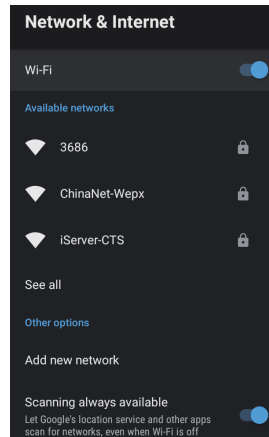 Network & Internet
Wi-Fi
Available networks
3686
ChinaNet-Wepx
iServer-CTS
See all
Other options
Add new network
Scanning always available
Let Google's location service and other apps
scan for networks, even when Wi-Fi is off